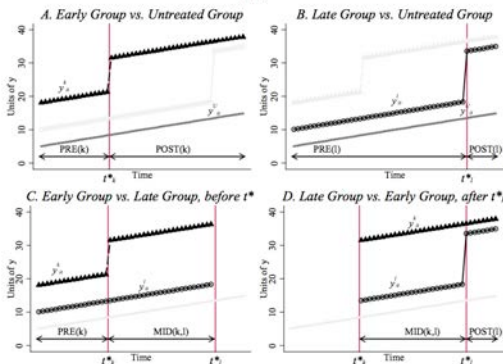 A. Early Group vs. Untreated Group
Units of y
40
30
20
10
0
PRE(k)
POST(k)
t*k
Time
B. Late Group vs. Untreated Group
Units of y
40
30
20
10
0
PRE(l)
POST(l)
Time
t*l
C. Early Group vs. Late Group, before t*
Units of y
40
30
20
10
0
PRE(k)
MID(k,l)
t*k
Time
t*l
D. Late Group vs. Early Group, after t*
Units of y
40
30
20
10
0
MID(k,l)
POST(l)
t*k
Time
t*l